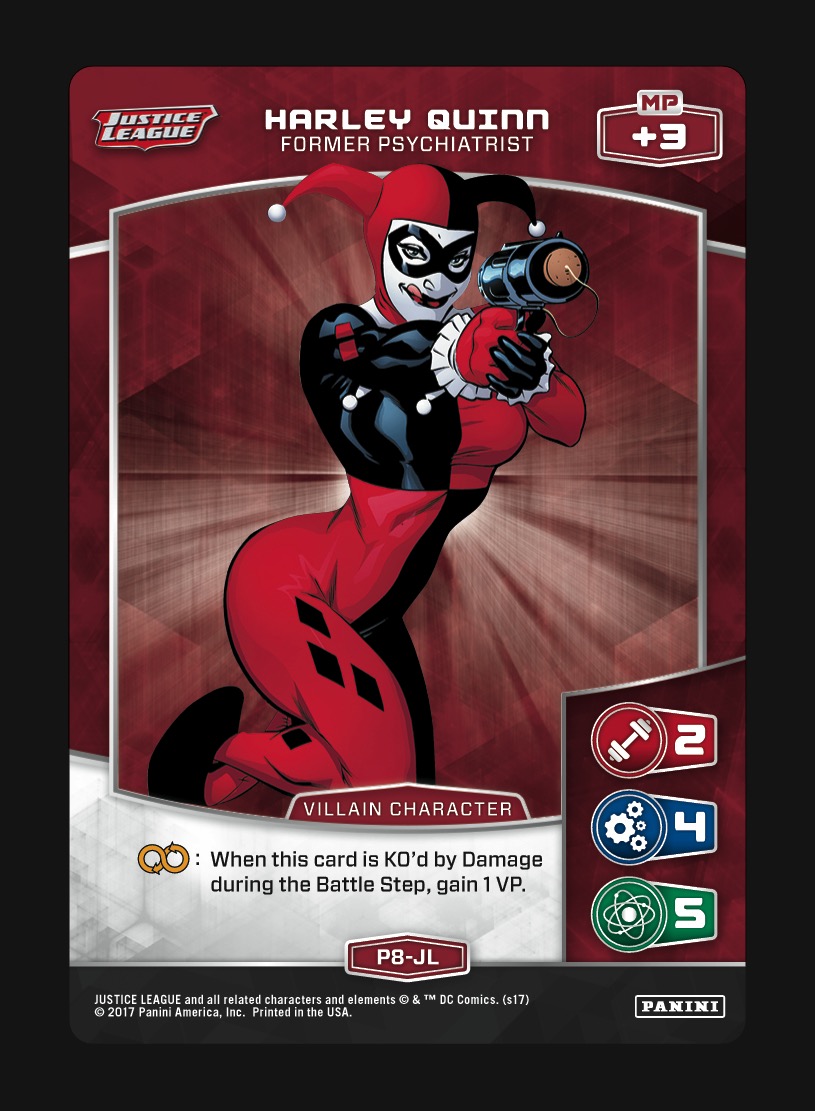 JUSTICE
LEAGUE
HARLEY QUINN
FORMER PSYCHIATRIST
MP
+3
VILLAIN CHARACTER
2
4
5
: When this card is KO'd by Damage
during the Battle Step, gain 1 VP.
P8-JL
JUSTICE LEAGUE and all related characters and elements © & ™ DC Comics. (s17)
© 2017 Panini America, Inc. Printed in the USA.
PANINI